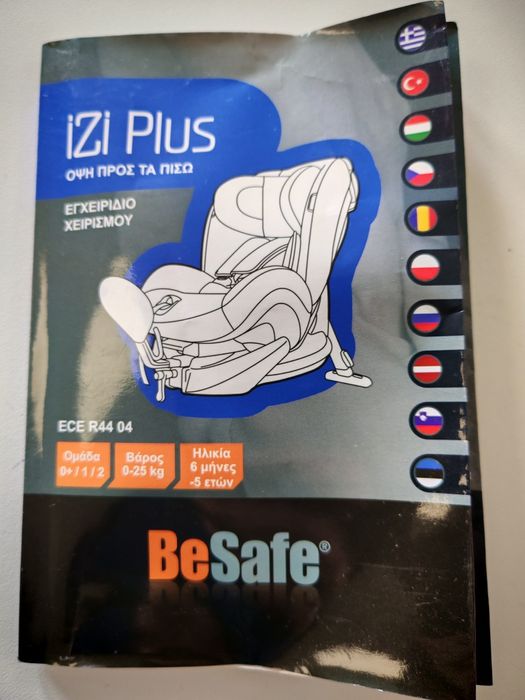 iZi Plus
ΟΨΗ ΠΡΟΣ ΤΑ ΠΙΣΩ
ΕΓΧΕΙΡΙΔΙΟ
ΧΕΙΡΙΣΜΟΥ
ECE R44 04
Ομάδα
0+ / 1 / 2
Βάρος
0-25 kg
Ηλικία
6 μήνες
-5 ετών
BeSafe®